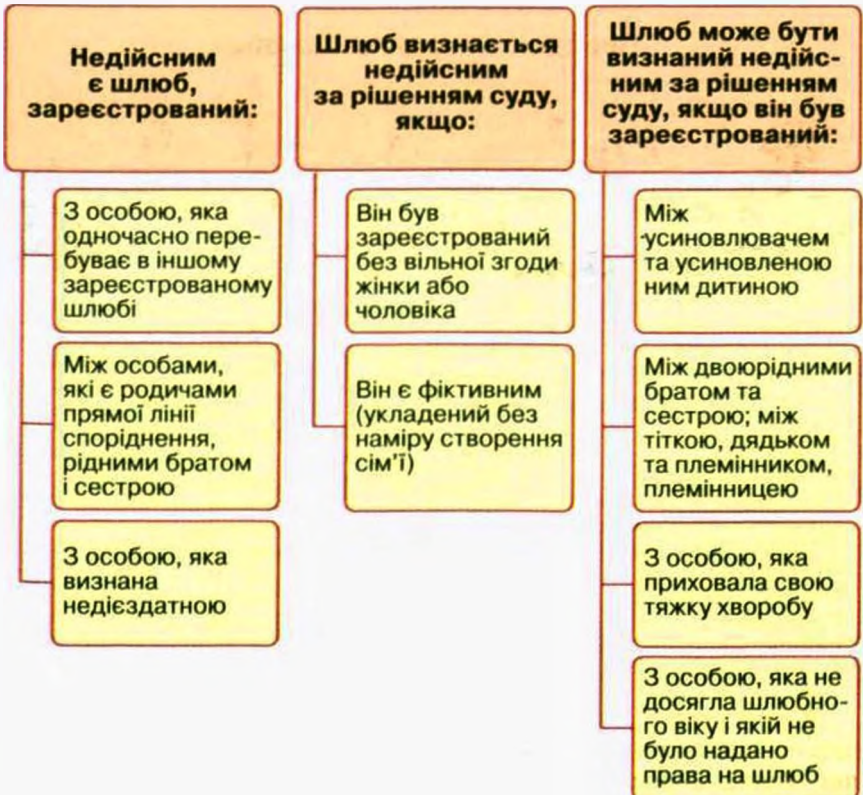 Недійсним
є шлюб,
зареєстрований:
З особою, яка
одночасно пере-
буває в іншому
зареєстрованому
шлюбі
Між особами,
які є родичами
прямої лінії
споріднення,
рідними братом
і сестрою
З особою, яка
визнана
недієздатною
Шлюб визнається
недійсним
за рішенням суду,
якщо:
Він був
зареєстрований
без вільної згоди
жінки або
чоловіка
Він є фіктивним
(укладений без
наміру створення
сім'ї)
Шлюб може бути
визнаний недійс-
ним за рішенням
суду, якщо він був
зареєстрований:
Між
усиновлювачем
та усиновленою
ним дитиною
Між двоюрідними
братом та
сестрою; між
тіткою, дядьком
та племінником,
племінницею
З особою, яка
приховала свою
тяжку хворобу
З особою, яка не
досягла шлюбно-
го віку і якій не
було надано
права на шлюб